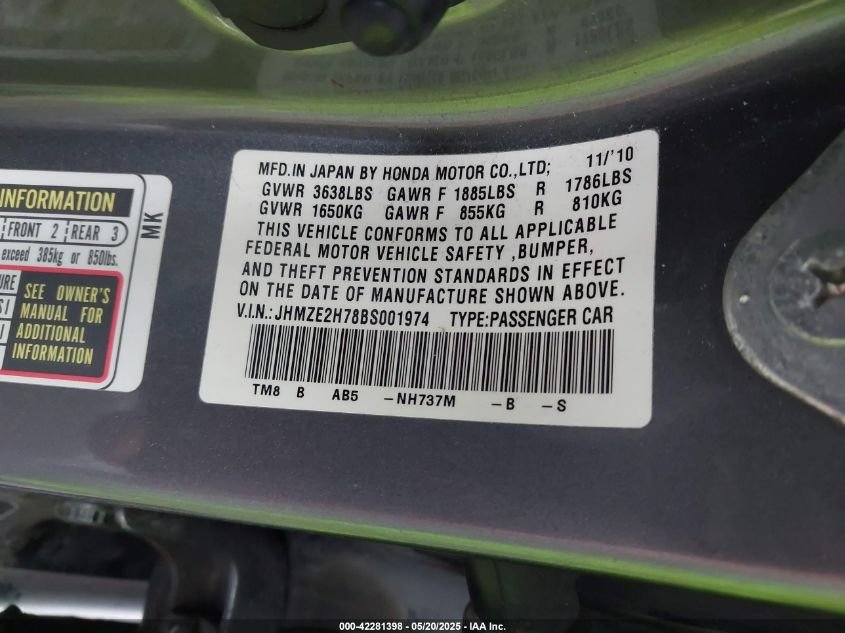 INFORMATION
FRONT 2 REAR 3
exceed 385kg or 850lbs.
SEE OWNER'S
MANUAL FOR
ADDITIONAL
INFORMATION
MK
MFD.IN JAPAN BY HONDA MOTOR CO.,LTD; 11/'10
GVWR 3638LBS GAWR F 1885LBS R 1786LBS
GVWR 1650KG GAWR F 855KG R 810KG
THIS VEHICLE CONFORMS TO ALL APPLICABLE
FEDERAL MOTOR VEHICLE SAFETY ,BUMPER,
AND THEFT PREVENTION STANDARDS IN EFFECT
ON THE DATE OF MANUFACTURE SHOWN ABOVE.
V.I.N.:JHMZE2H78BS001974 TYPE:PASSENGER CAR
TM8 B AB5 -NH737M -B -S
000-42281398 - 05/20/2025 - IAA Inc.